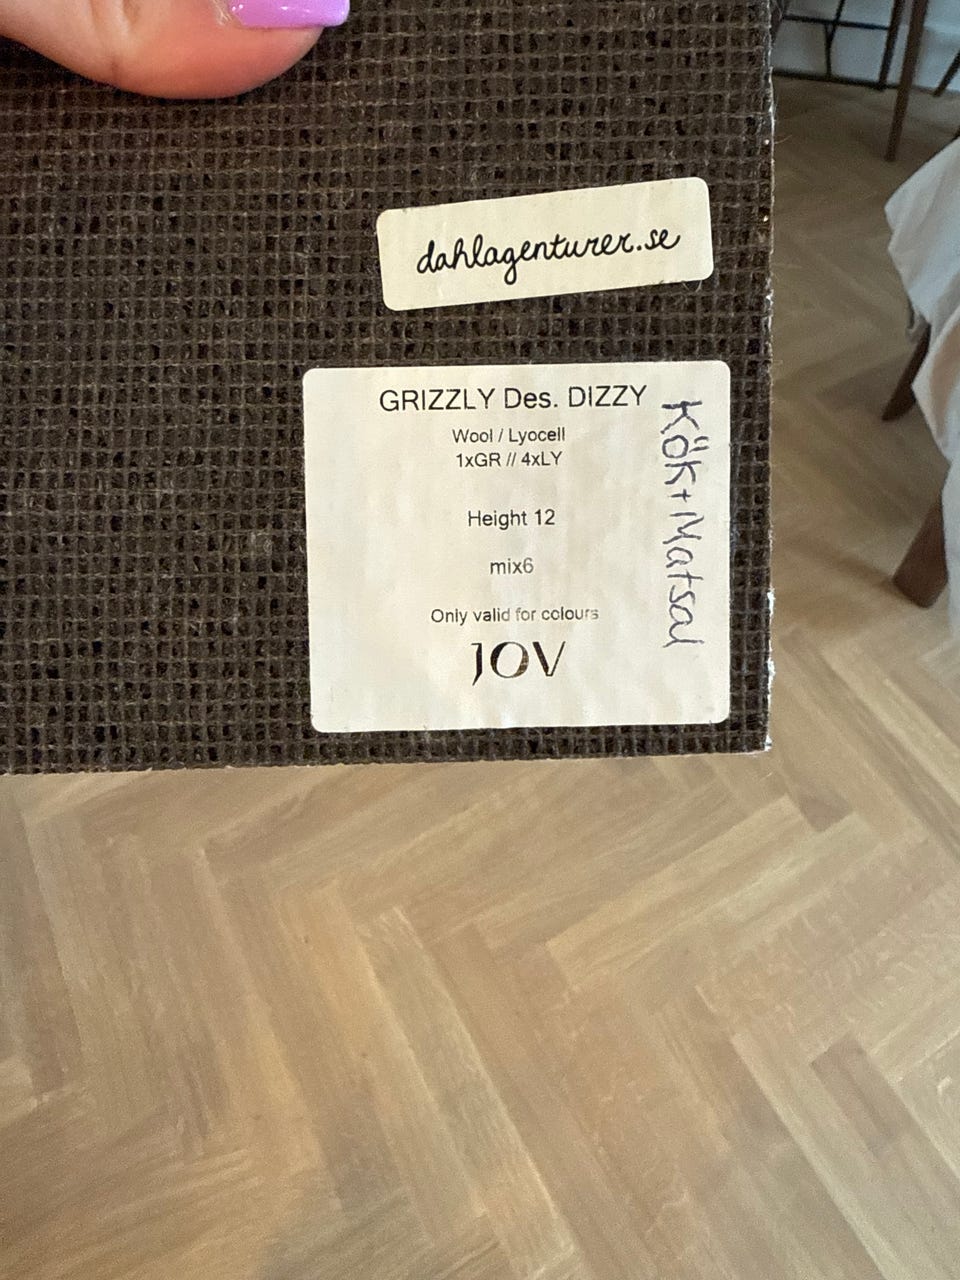 dahlagenturer.se
GRIZZLY Des. DIZZY
Wool / Lyocell
1xGR // 4xLY
Height 12
mix6
Only valid for colours
JOV
Kök+Matsal